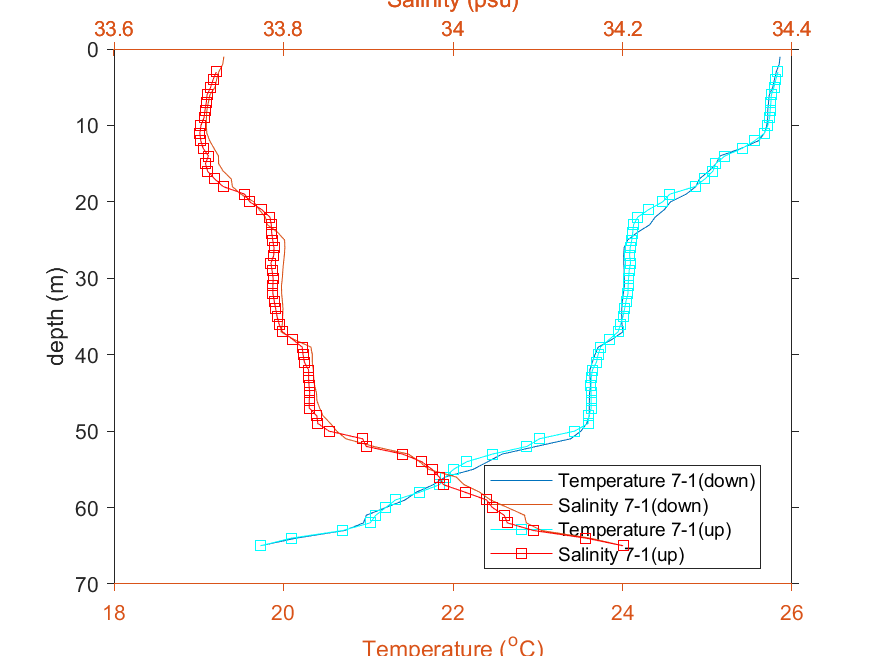 Salinity (psu)
33.6 33.8 34 34.2 34.4
0
10
20
30
40
50
60
70
depth (m)
Temperature 7-1(down)
Salinity 7-1(down)
Temperature 7-1(up)
Salinity 7-1(up)
18 20 22 24 26
Temperature (°C)